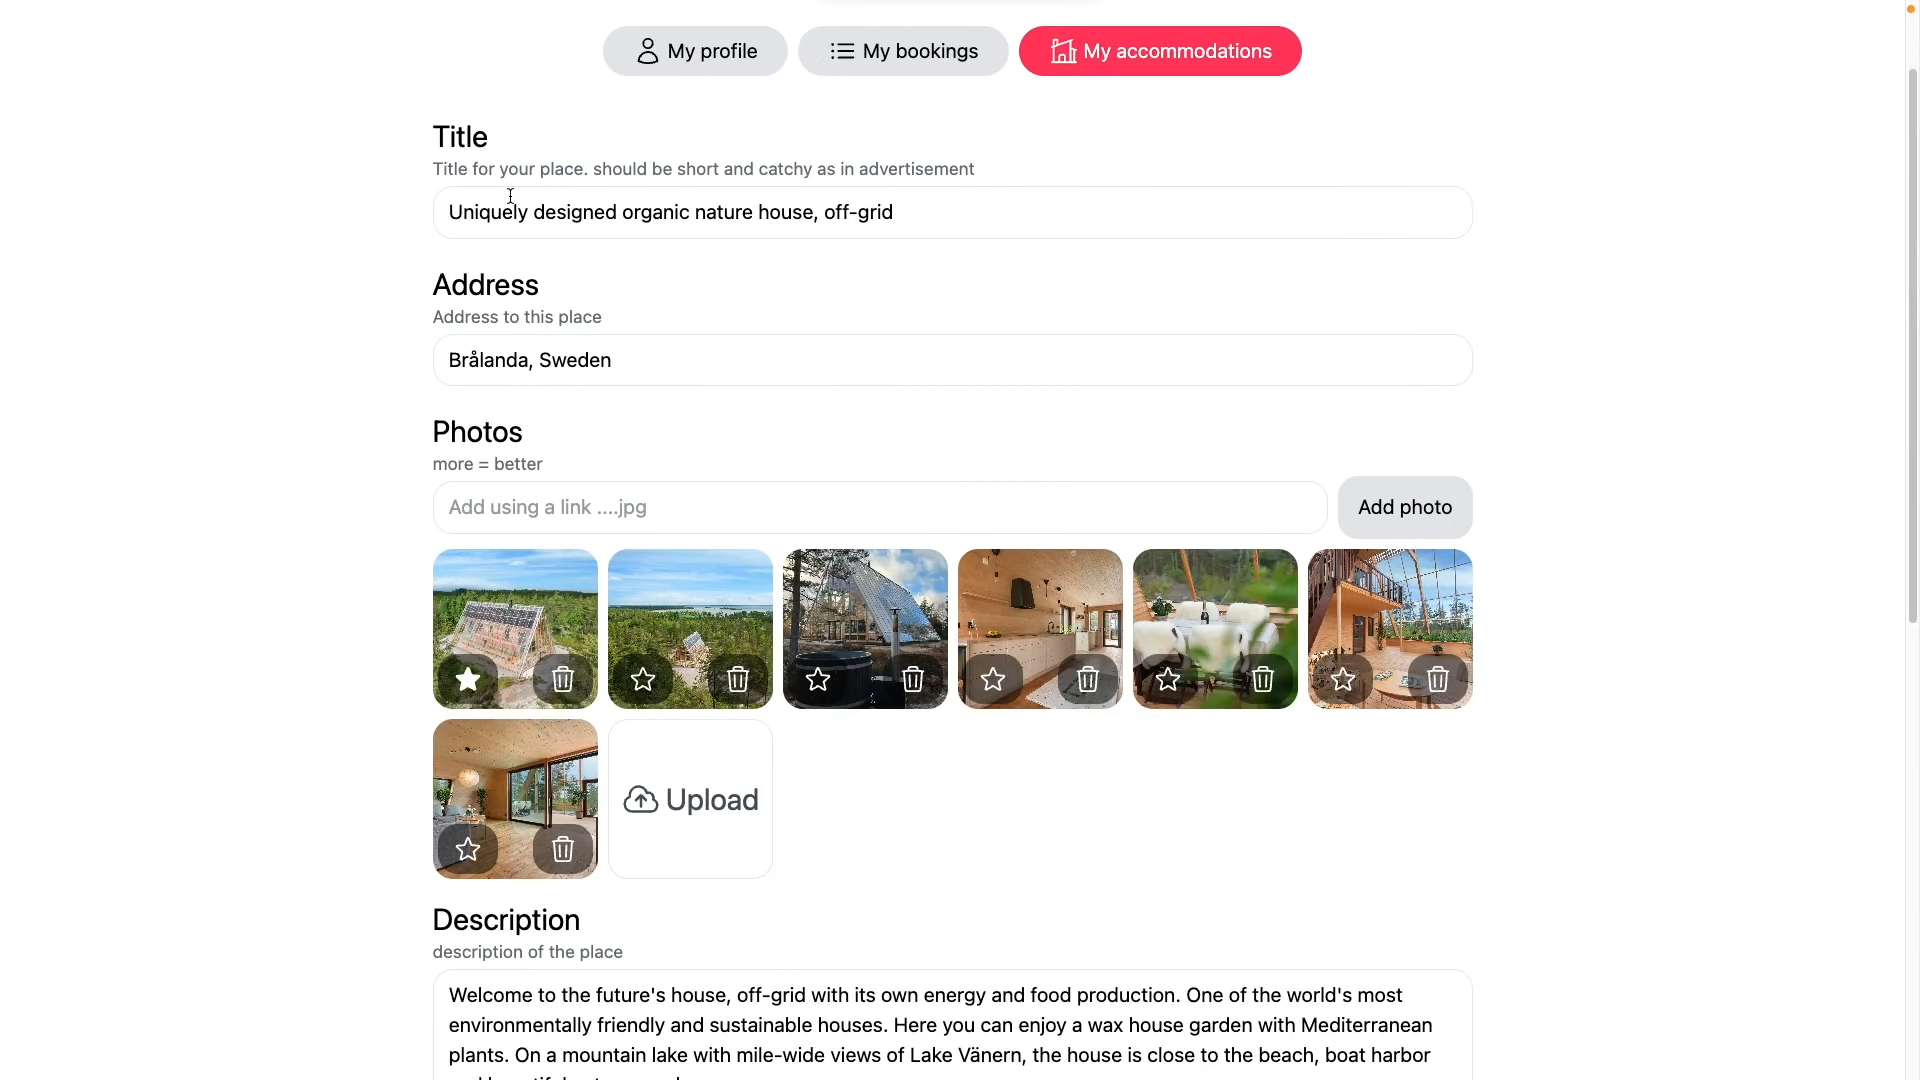 My profile
My bookings
My accommodations
Title
Title for your place. should be short and catchy as in advertisement
Uniquely designed organic nature house, off-grid
Address
Address to this place
Brålanda, Sweden
Photos
more = better
Add using a link ....jpg
Add photo
Upload
Description
description of the place
Welcome to the future's house, off-grid with its own energy and food production. One of the world's most
environmentally friendly and sustainable houses. Here you can enjoy a wax house garden with Mediterranean
plants. On a mountain lake with mile-wide views of Lake Vänern, the house is close to the beach, boat harbor